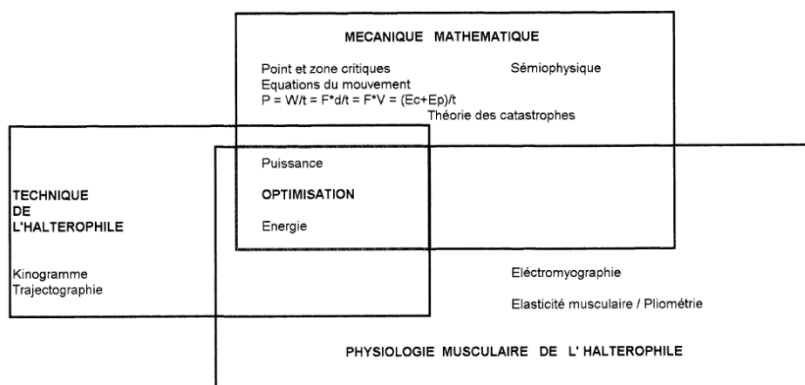 MECANIQUE MATHEMATIQUE
Point et zone critiques
Sémiophysique
Equations du mouvement
P = W/t = F*d/t = F*V = (Ec+Ep)/t
Théorie des catastrophes
Puissance
OPTIMISATION
Energie
TECHNIQUE
DE
L'HALTEROPHILE
Kinogramme
Trajectographie
Eléctromyographie
Elasticité musculaire / Pliométrie
PHYSIOLOGIE MUSCULAIRE DE L' HALTEROPHILE